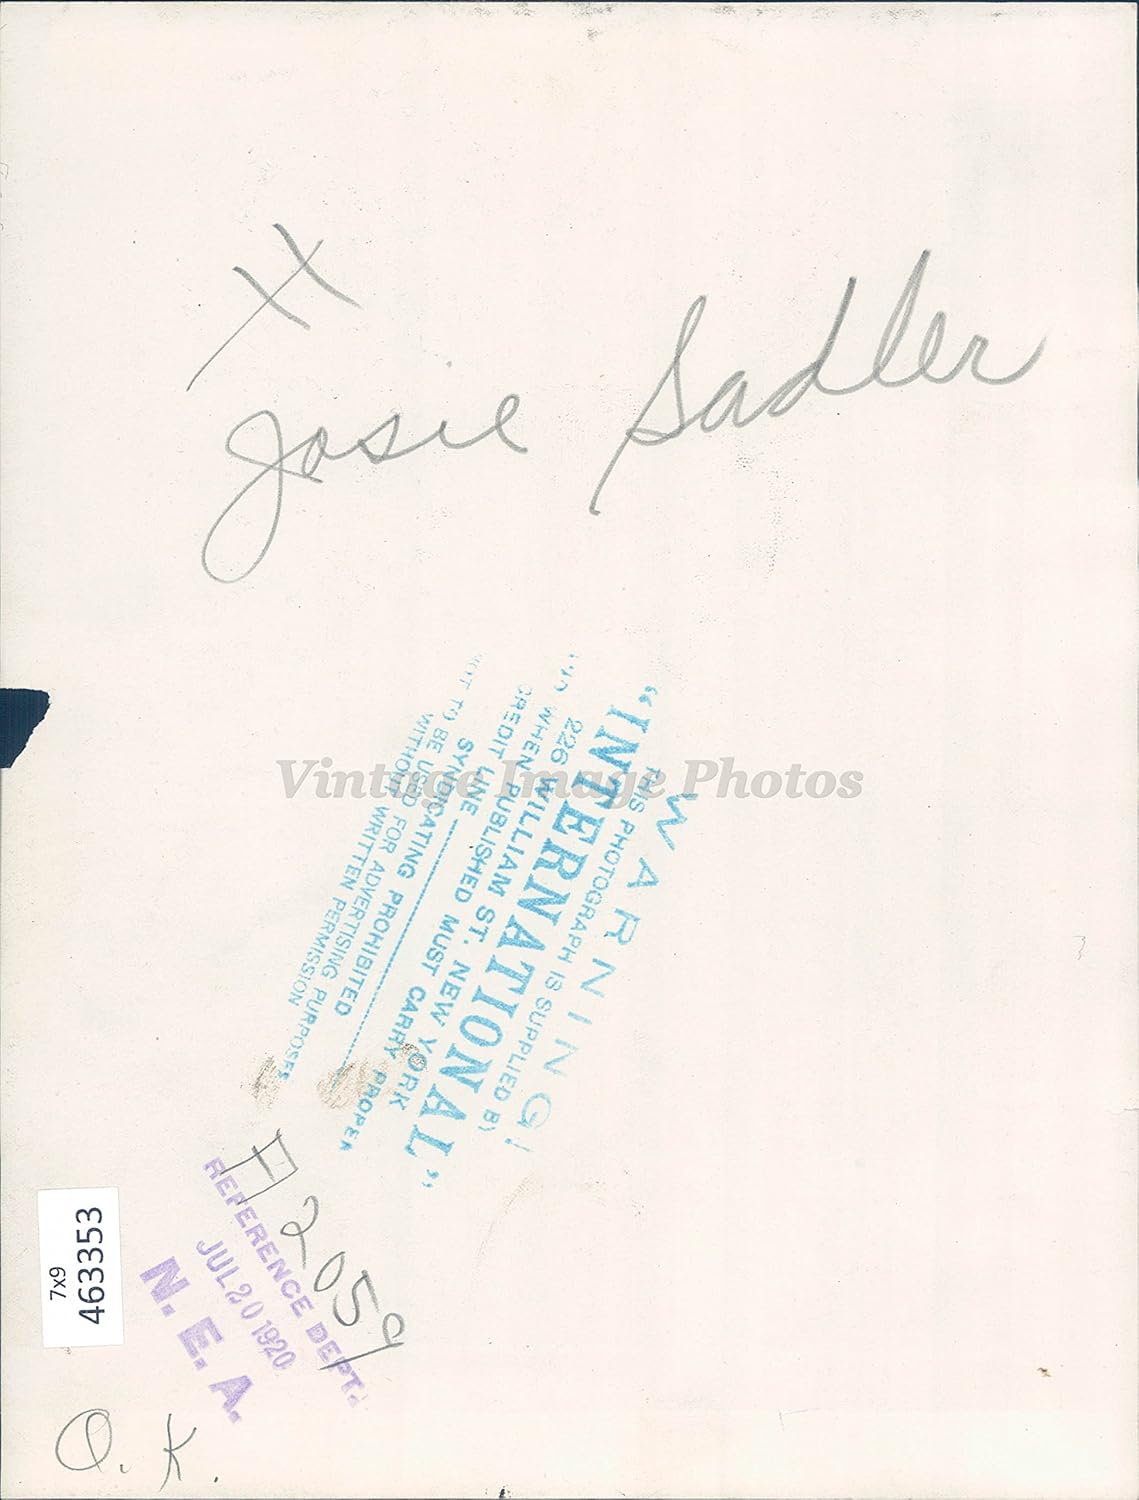 Josie Sadler
WARNING!
THIS PHOTOGRAPH IS SUPPLIED BY
"INTERNATIONAL"
226 WILLIAM ST. NEW YORK
WHEN PUBLISHED MUST CARRY PROPER
CREDIT LINE
SYNDICATING PROHIBITED
NOT TO BE USED FOR ADVERTISING PURPOSES
WITHOUT WRITTEN PERMISSION
Vintage Image Photos
2059
REFERENCE DEPT.
JUL 20 1920
N. E. A.
7x9
463353
O. K.